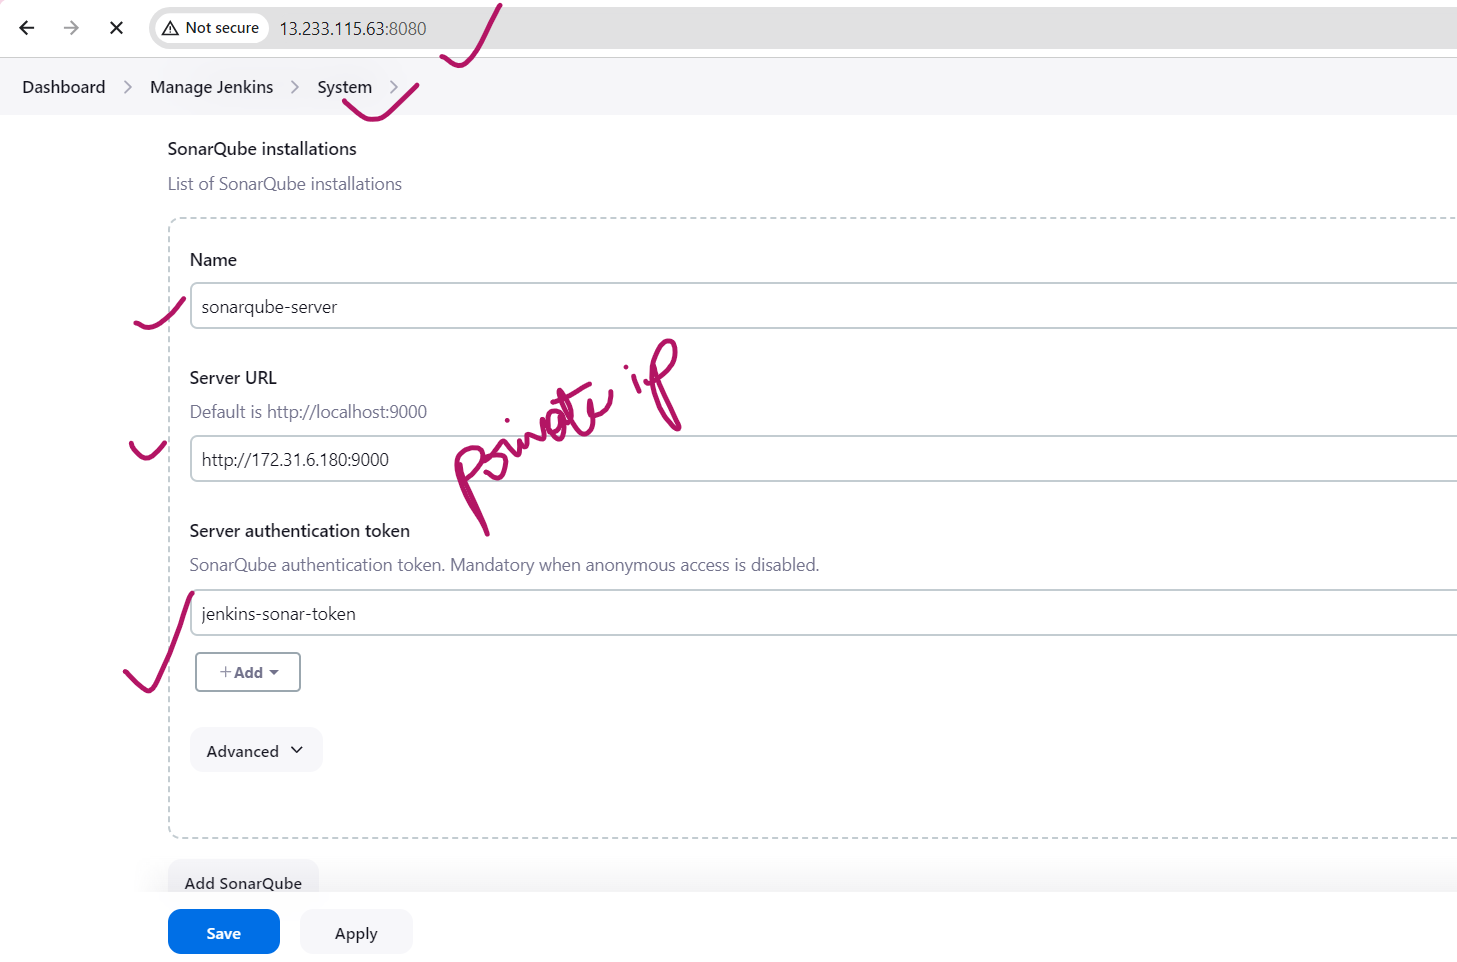 Not secure 13.233.115.63:8080
Dashboard > Manage Jenkins > System >
SonarQube installations
List of SonarQube installations
Name
sonarqube-server
Server URL
Default is http://localhost:9000
private ip
http://172.31.6.180:9000
Server authentication token
SonarQube authentication token. Mandatory when anonymous access is disabled.
jenkins-sonar-token
+ Add
Advanced
Add SonarQube
Save Apply